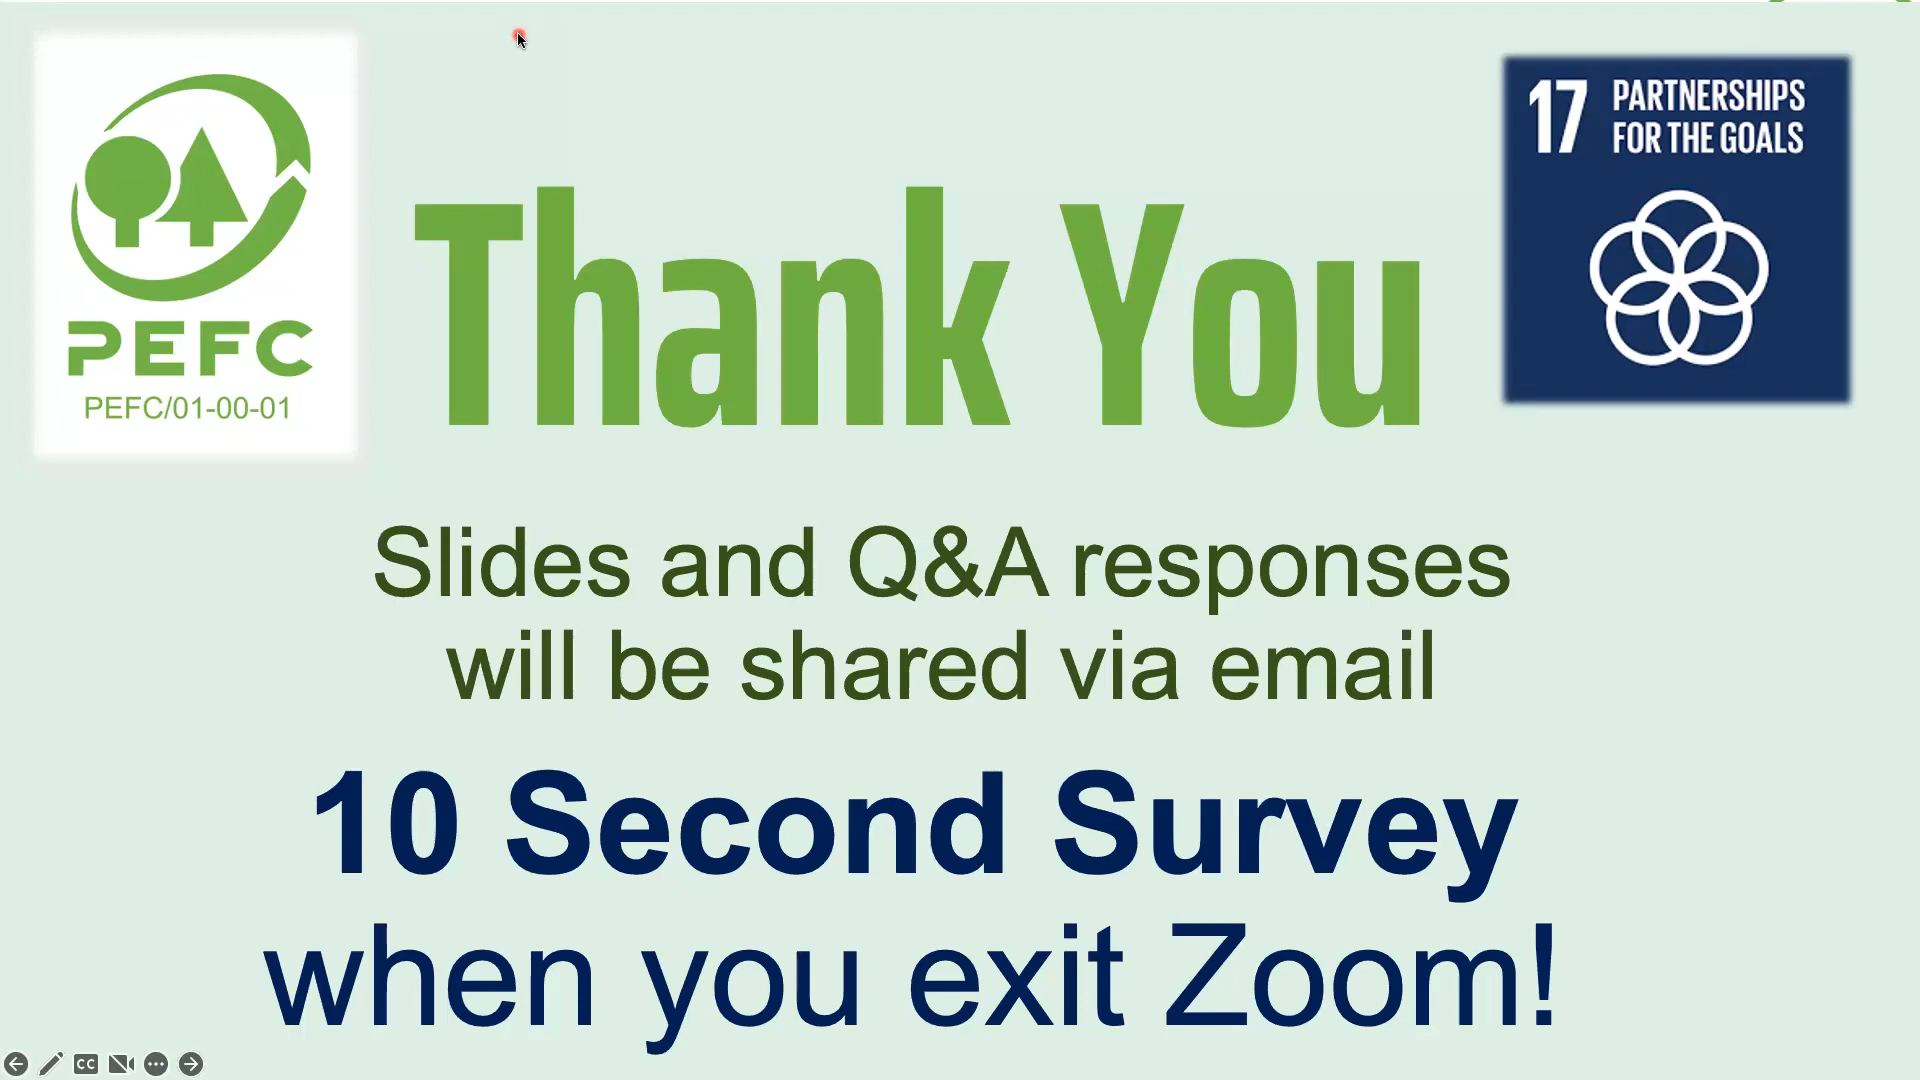 PEFC
PEFC/01-00-01
17 PARTNERSHIPS
FOR THE GOALS
Thank You
Slides and Q&A responses
will be shared via email
10 Second Survey
when you exit Zoom!
CC